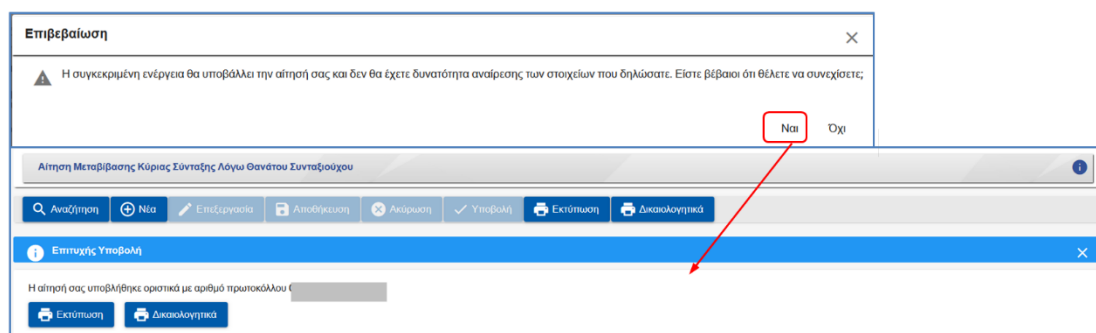 Επιβεβαίωση
Η συγκεκριμένη ενέργεια θα υποβάλλει την αίτησή σας και δεν θα έχετε δυνατότητα αναίρεσης των στοιχείων που δηλώσατε. Είστε βέβαιοι ότι θέλετε να συνεχίσετε;
Ναι Όχι
Αίτηση Μεταβίβασης Κύριας Σύνταξης Λόγω Θανάτου Συνταξιούχου
Αναζήτηση Νέα Επεξεργασία Αποθήκευση Ακύρωση Υποβολή Εκτύπωση Δικαιολογητικά
Επιτυχής Υποβολή
Η αίτησή σας υποβλήθηκε οριστικά με αριθμό πρωτοκόλλου
Εκτύπωση Δικαιολογητικά